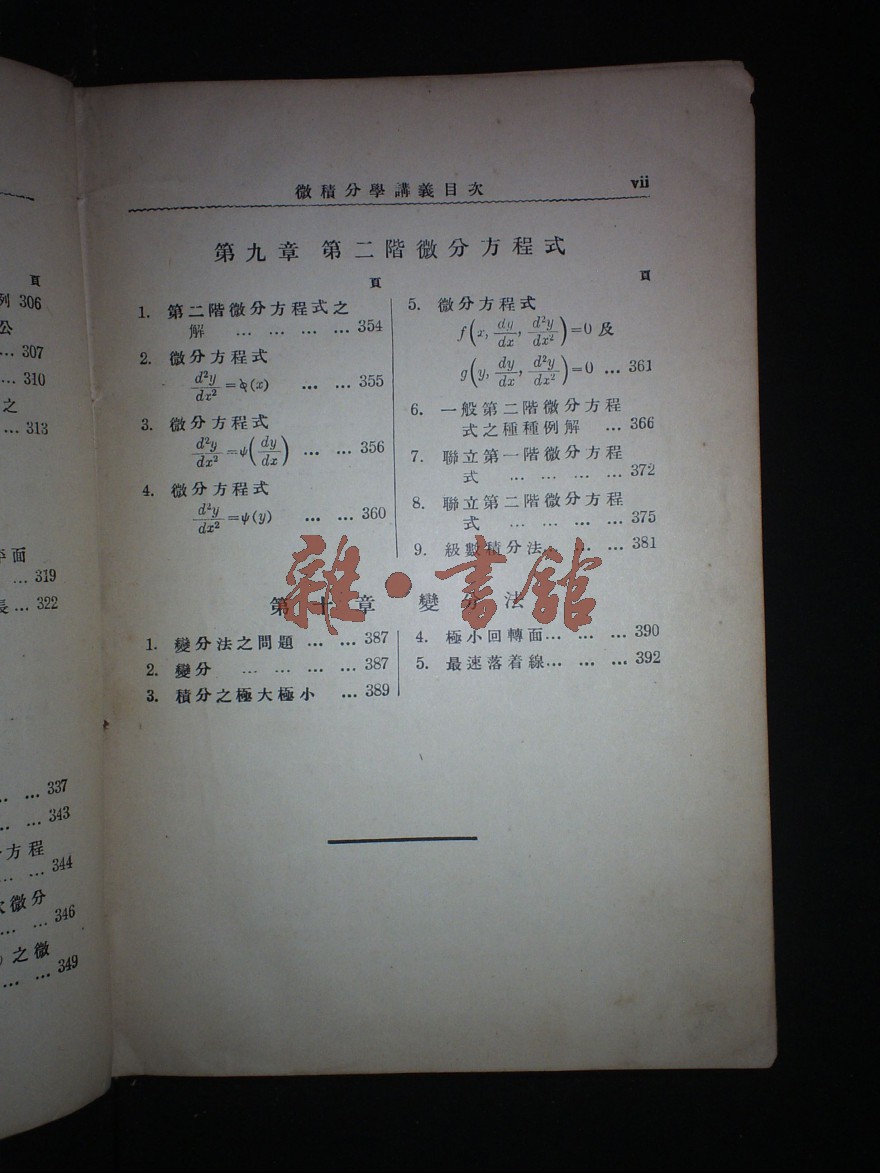 微積分學講義目次 vii
第九章 第二階微分方程式
頁
1. 第二階微分方程式之
解 … … … … 354
2. 微分方程式
d²y/dx² = φ(x) … … 355
3. 微分方程式
d²y/dx² = ψ(dy/dx) … … 356
4. 微分方程式
d²y/dx² = ψ(y) … … 360
頁
5. 微分方程式
f(x, dy/dx, d²y/dx²) = 0 及
g(y, dy/dx, d²y/dx²) = 0 … 361
6. 一般第二階微分方程
式之種種例解 … 366
7. 聯立第一階微分方程
式 … … … … 372
8. 聯立第二階微分方程
式 … … … … 375
9. 級數積分法… … … 381
第十章 變分法
1. 變分法之問題 … … 387
2. 變分 … … … … 387
3. 積分之極大極小 … 389
4. 極小回轉面… … … 390
5. 最速落着線… … … 392
雜·書館
頁
列 306
公
… 307
… 310
之
… 313
平面
… 319
長… 322
… 337
… 343
分方程
… … 344
次微分
… … 346
) 之微
… … 349